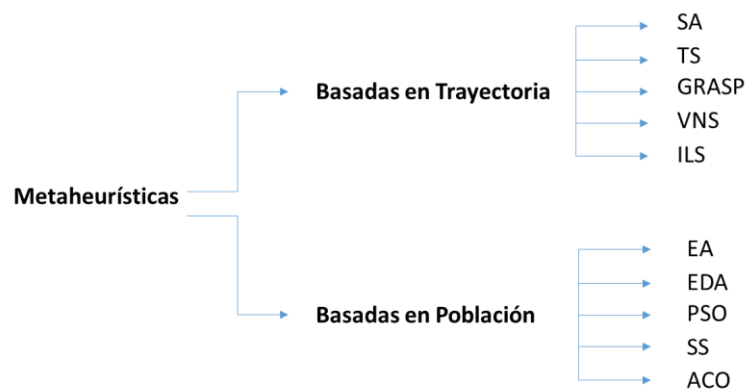 Metaheurísticas
Basadas en Trayectoria
SA
TS
GRASP
VNS
ILS
Basadas en Población
EA
EDA
PSO
SS
ACO